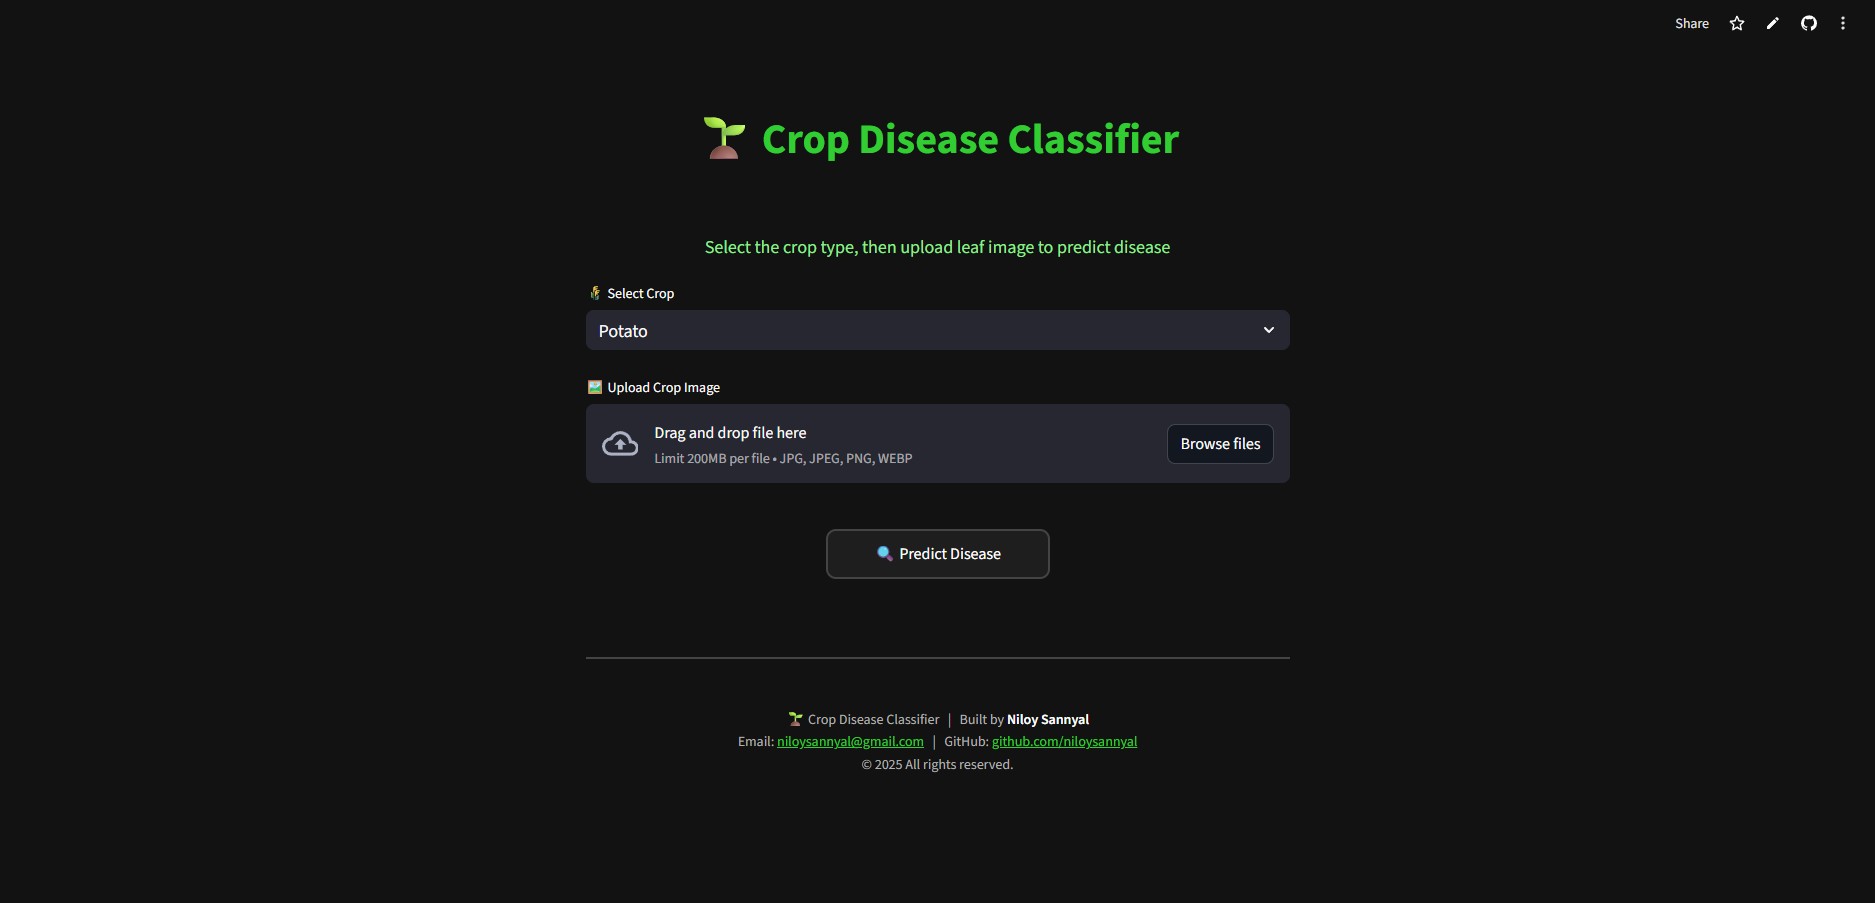 Share
🌱 Crop Disease Classifier
Select the crop type, then upload leaf image to predict disease
🌾 Select Crop
Potato
🖼️ Upload Crop Image
Drag and drop file here
Limit 200MB per file • JPG, JPEG, PNG, WEBP
Browse files
🔍 Predict Disease
🌱 Crop Disease Classifier | Built by Niloy Sannyal
Email: niloysannyal@gmail.com | GitHub: github.com/niloysannyal
© 2025 All rights reserved.